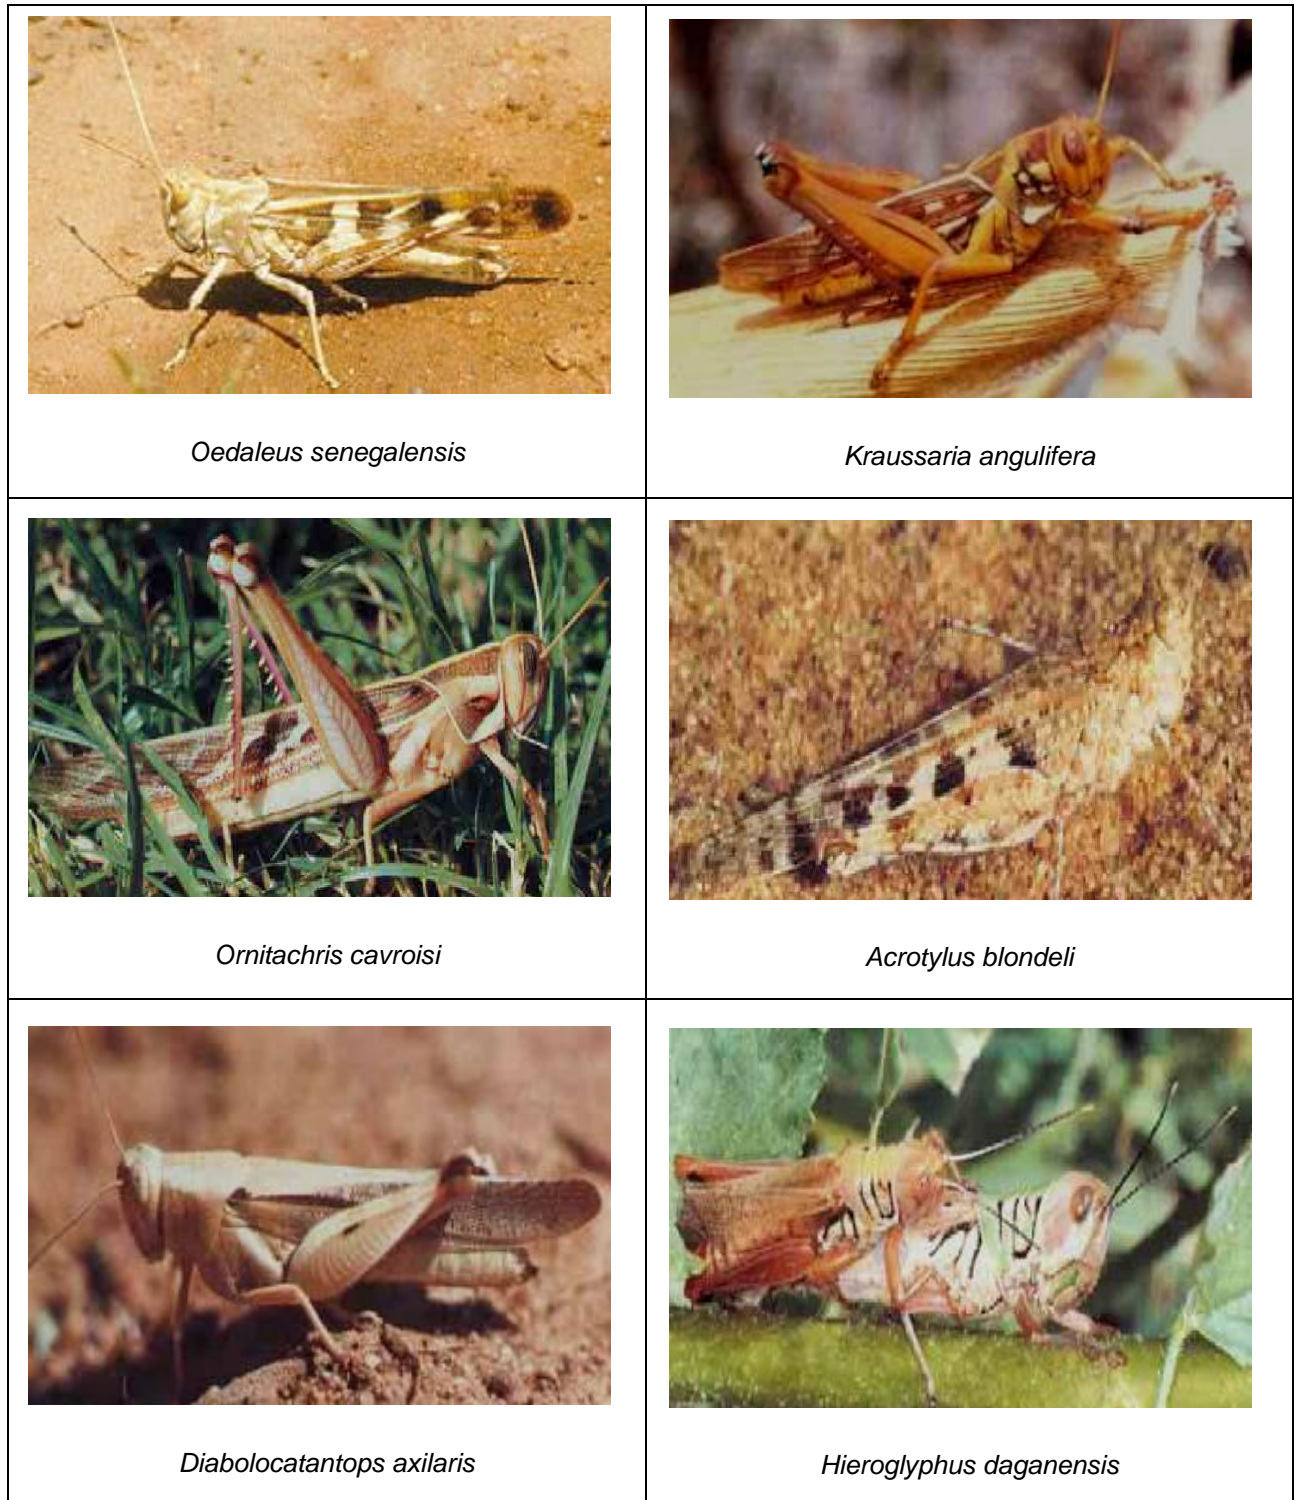 Oedaleus senegalensis
Kraussaria angulifera
Ornitachris cavroisi
Acrotylus blondeli
Diabolocatantops axilaris
Hieroglyphus daganensis